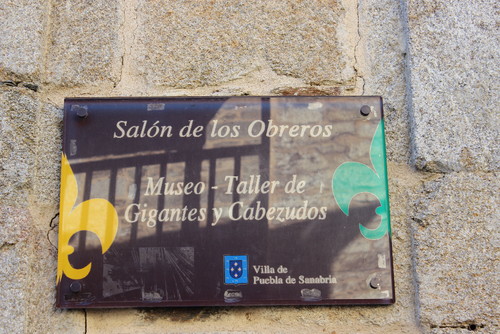 Salón de los Obreros
Museo - Taller de
Gigantes y Cabezudos
Villa de
Puebla de Sanabria